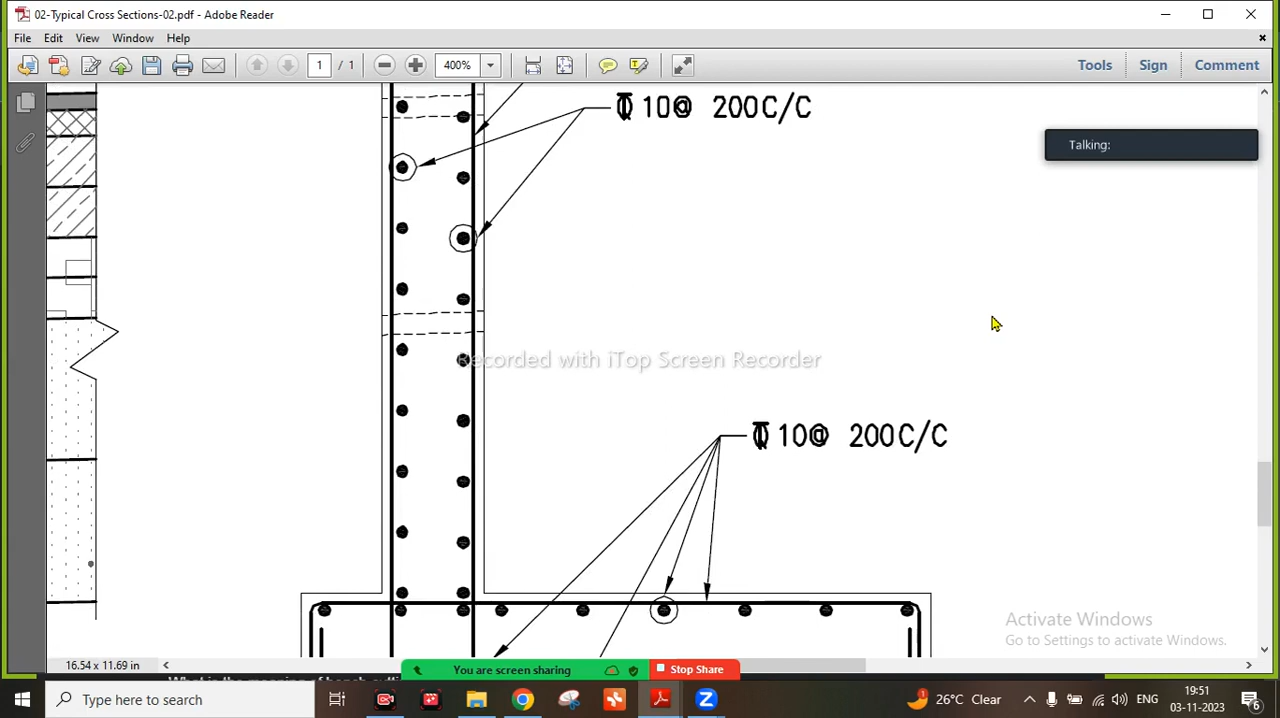 02-Typical Cross Sections-02.pdf - Adobe Reader
File Edit View Window Help
1 / 1 400% Tools Sign Comment
10@ 200C/C
Talking:
Recorded with iTop Screen Recorder
10@ 200C/C
Activate Windows
Go to Settings to activate Windows.
16.54 x 11.69 in
You are screen sharing Stop Share
Type here to search
26°C Clear
ENG
19:51
03-11-2023
6